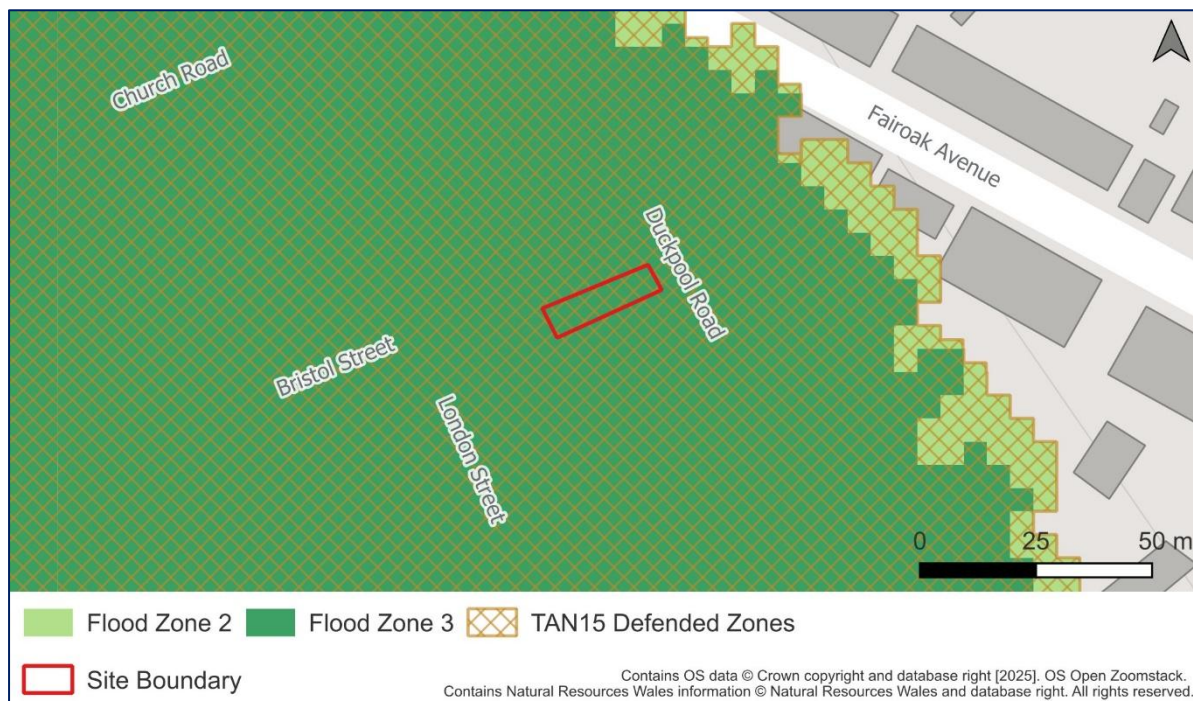 Church Road
Fairoak Avenue
Duckpool Road
Bristol Street
London Street
0 25 50 m
Flood Zone 2 Flood Zone 3 TAN15 Defended Zones
Site Boundary
Contains OS data © Crown copyright and database right [2025]. OS Open Zoomstack.
Contains Natural Resources Wales information © Natural Resources Wales and database right. All rights reserved.